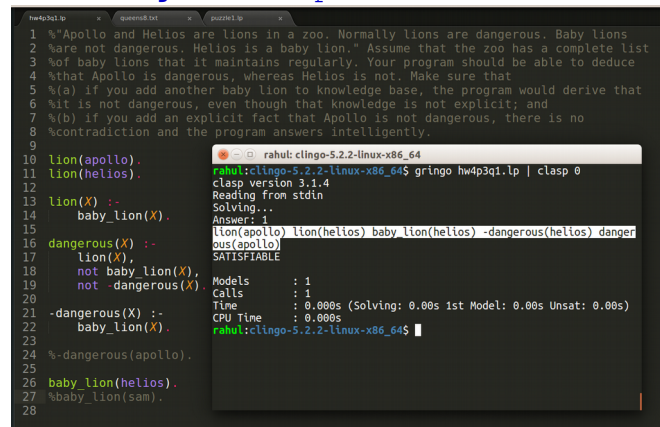 hw4p3q1.lp x queens8.txt x puzzle1.lp x
1 %"Apollo and Helios are lions in a zoo. Normally lions are dangerous. Baby lions
2 %are not dangerous. Helios is a baby lion." Assume that the zoo has a complete list
3 %of baby lions that it maintains regularly. Your program should be able to deduce
4 %that Apollo is dangerous, whereas Helios is not. Make sure that
5 %(a) if you add another baby lion to knowledge base, the program would derive that
6 %it is not dangerous, even though that knowledge is not explicit; and
7 %(b) if you add an explicit fact that Apollo is not dangerous, there is no
8 %contradiction and the program answers intelligently.
9
10 lion(apollo).
11 lion(helios).
12
13 lion(X) :-
14 baby_lion(X).
15
16 dangerous(X) :-
17 lion(X),
18 not baby_lion(X),
19 not -dangerous(X).
20
21 -dangerous(X) :-
22 baby_lion(X).
23
24 %-dangerous(apollo).
25
26 baby_lion(helios).
27 %baby_lion(sam).
28
rahul: clingo-5.2.2-linux-x86_64
rahul:clingo-5.2.2-linux-x86_64$ gringo hw4p3q1.lp | clasp 0
clasp version 3.1.4
Reading from stdin
Solving...
Answer: 1
lion(apollo) lion(helios) baby_lion(helios) -dangerous(helios) danger
ous(apollo)
SATISFIABLE
Models : 1
Calls : 1
Time : 0.000s (Solving: 0.00s 1st Model: 0.00s Unsat: 0.00s)
CPU Time : 0.000s
rahul:clingo-5.2.2-linux-x86_64$